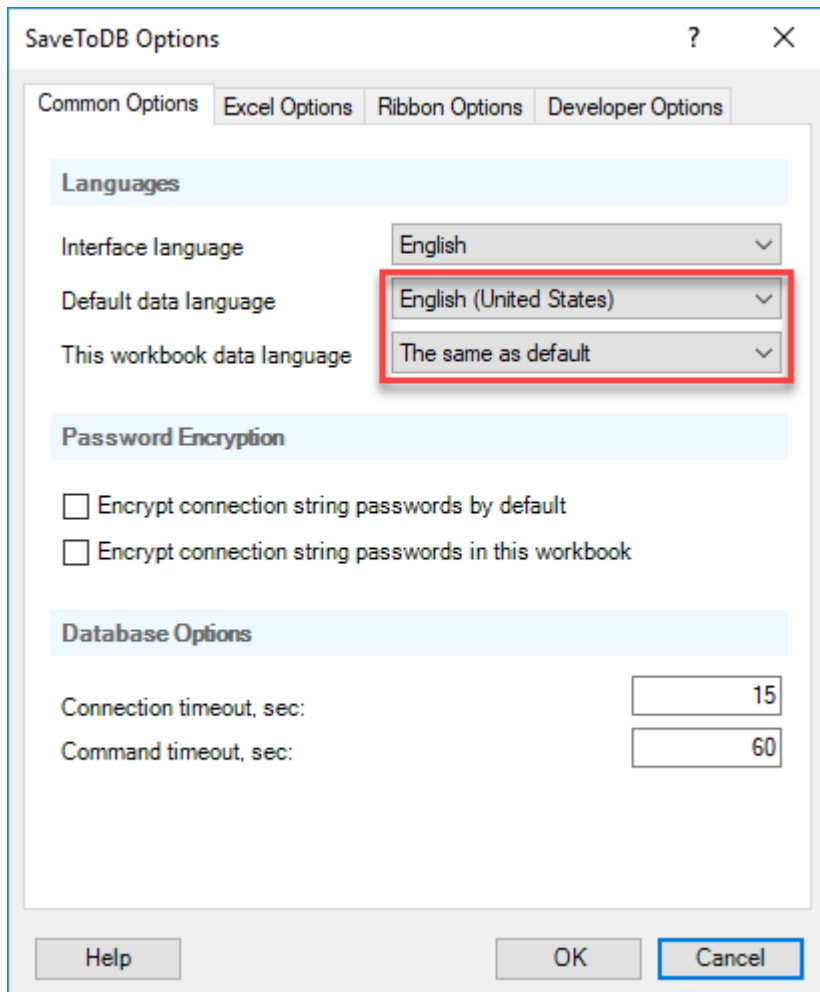 SaveToDB Options ?
Common Options Excel Options Ribbon Options Developer Options
Languages
Interface language English
Default data language English (United States)
This workbook data language The same as default
Password Encryption
Encrypt connection string passwords by default
Encrypt connection string passwords in this workbook
Database Options
Connection timeout, sec: 15
Command timeout, sec: 60
Help OK Cancel